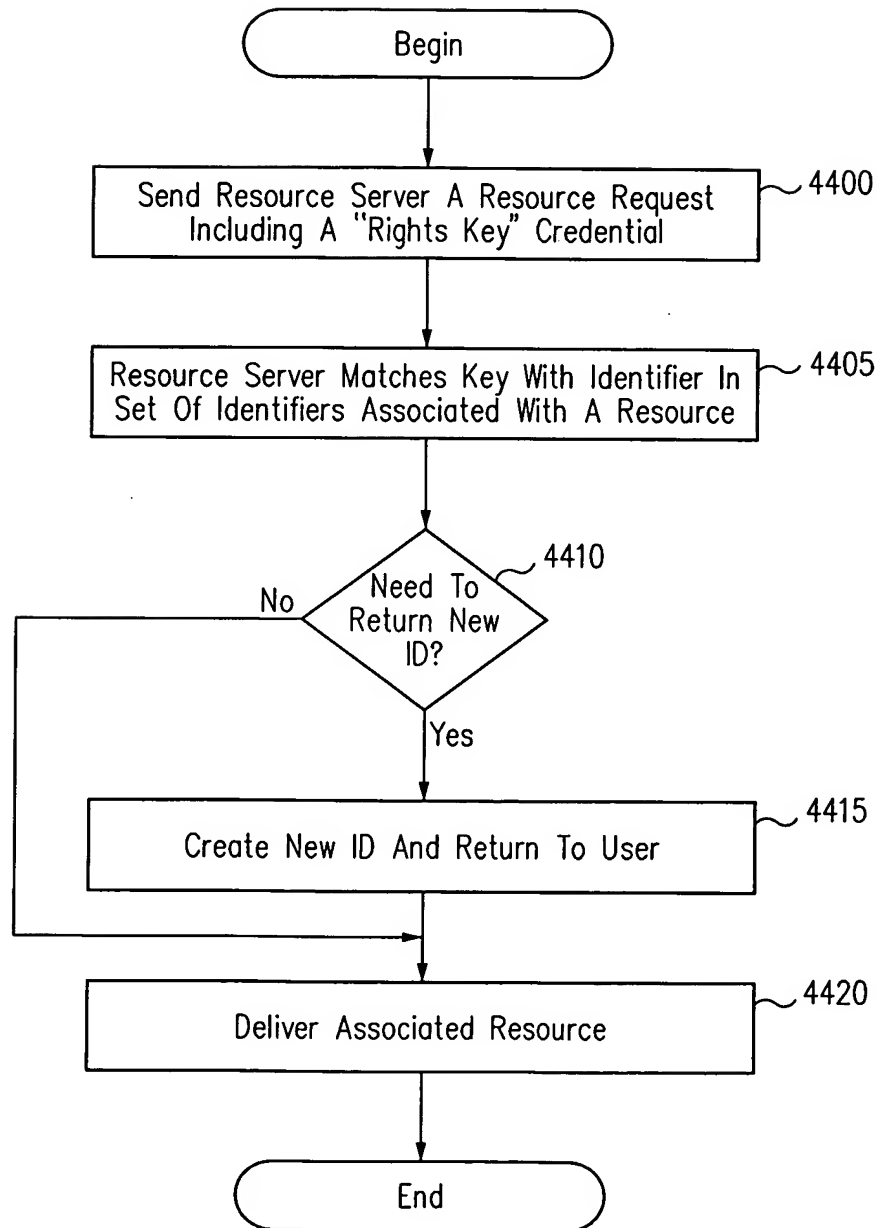 Begin
Send Resource Server A Resource Request
Including A "Rights Key" Credential
4400
Resource Server Matches Key With Identifier In
Set Of Identifiers Associated With A Resource
4405
Need To
Return New
ID?
4410
No
Yes
Create New ID And Return To User
4415
Deliver Associated Resource
4420
End